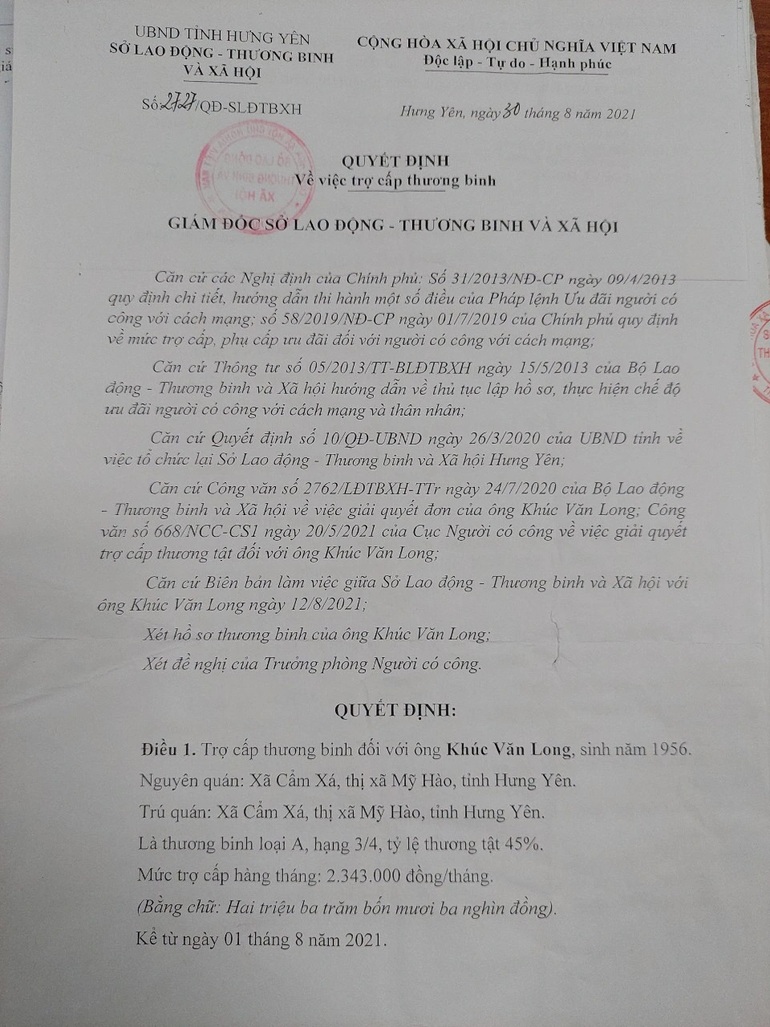 UBND TỈNH HƯNG YÊN
SỞ LAO ĐỘNG - THƯƠNG BINH
VÀ XÃ HỘI
Số 2727/QĐ-SLĐTBXH
CỘNG HÒA XÃ HỘI CHỦ NGHĨA VIỆT NAM
Độc lập - Tự do - Hạnh phúc
Hưng Yên, ngày 30 tháng 8 năm 2021
QUYẾT ĐỊNH
Về việc trợ cấp thương binh
GIÁM ĐỐC SỞ LAO ĐỘNG - THƯƠNG BINH VÀ XÃ HỘI
Căn cứ các Nghị định của Chính phủ: Số 31/2013/NĐ-CP ngày 09/4/2013
quy định chi tiết, hướng dẫn thi hành một số điều của Pháp lệnh Ưu đãi người có
công với cách mạng; số 58/2019/NĐ-CP ngày 01/7/2019 của Chính phủ quy định
về mức trợ cấp, phụ cấp ưu đãi đối với người có công với cách mạng;
Căn cứ Thông tư số 05/2013/TT-BLĐTBXH ngày 15/5/2013 của Bộ Lao
động - Thương binh và Xã hội hướng dẫn về thủ tục lập hồ sơ, thực hiện chế độ
ưu đãi người có công với cách mạng và thân nhân;
Căn cứ Quyết định số 10/QĐ-UBND ngày 26/3/2020 của UBND tỉnh về
việc tổ chức lại Sở Lao động - Thương binh và Xã hội Hưng Yên;
Căn cứ Công văn số 2762/LĐTBXH-TTr ngày 24/7/2020 của Bộ Lao động
- Thương binh và Xã hội về việc giải quyết đơn của ông Khúc Văn Long; Công
văn số 668/NCC-CS1 ngày 20/5/2021 của Cục Người có công về việc giải quyết
trợ cấp thương tật đối với ông Khúc Văn Long;
Căn cứ Biên bản làm việc giữa Sở Lao động - Thương binh và Xã hội với
ông Khúc Văn Long ngày 12/8/2021;
Xét hồ sơ thương binh của ông Khúc Văn Long;
Xét đề nghị của Trưởng phòng Người có công.
QUYẾT ĐỊNH:
Điều 1. Trợ cấp thương binh đối với ông Khúc Văn Long, sinh năm 1956.
Nguyên quán: Xã Cẩm Xá, thị xã Mỹ Hào, tỉnh Hưng Yên.
Trú quán: Xã Cẩm Xá, thị xã Mỹ Hào, tỉnh Hưng Yên.
Là thương binh loại A, hạng 3/4, tỷ lệ thương tật 45%.
Mức trợ cấp hàng tháng: 2.343.000 đồng/tháng.
(Bằng chữ: Hai triệu ba trăm bốn mươi ba nghìn đồng).
Kể từ ngày 01 tháng 8 năm 2021.